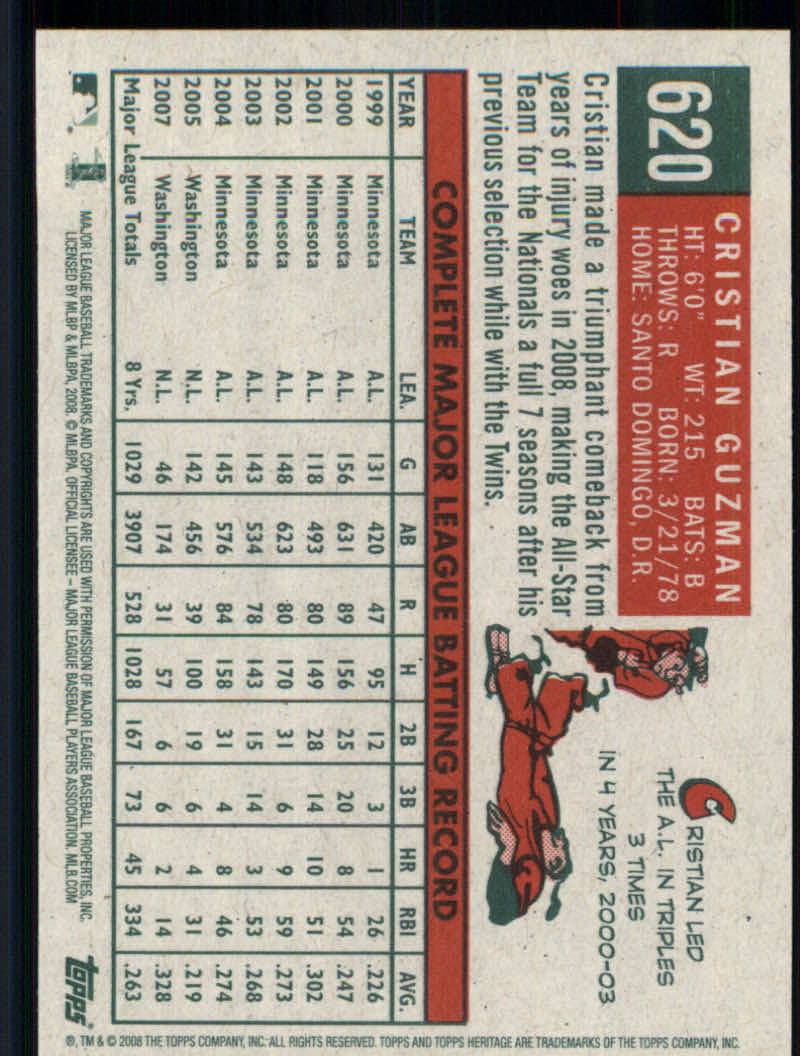 620
CRISTIAN GUZMAN
HT: 6'0" WT: 215 BATS: B
THROWS: R BORN: 3/21/78
HOME: SANTO DOMINGO, D.R.
Cristian made a triumphant comeback from
years of injury woes in 2008, making the All-Star
Team for the Nationals a full 7 seasons after his
previous selection while with the Twins.
CRISTIAN LED
THE A.L. IN TRIPLES
3 TIMES
IN 4 YEARS, 2000-03
COMPLETE MAJOR LEAGUE BATTING RECORD
YEAR TEAM LEA. G AB R H 2B 3B HR RBI AVG.
1999 Minnesota A.L. 131 420 47 95 12 3 1 26 .226
2000 Minnesota A.L. 156 631 89 156 25 20 8 54 .247
2001 Minnesota A.L. 118 493 80 149 28 14 10 51 .302
2002 Minnesota A.L. 148 623 80 170 31 6 9 59 .273
2003 Minnesota A.L. 143 534 78 143 15 14 3 53 .268
2004 Minnesota A.L. 145 576 84 158 31 4 8 46 .274
2005 Washington N.L. 142 456 39 100 19 6 4 31 .219
2007 Washington N.L. 46 174 31 57 6 6 2 14 .328
Major League Totals 8 Yrs. 1029 3907 528 1028 167 73 45 334 .263
MAJOR LEAGUE BASEBALL TRADEMARKS AND COPYRIGHTS ARE USED WITH PERMISSION OF MAJOR LEAGUE BASEBALL PROPERTIES, INC.
LICENSED BY MLBP & MLBPA, 2008. © MLBPA. OFFICIAL LICENSEE – MAJOR LEAGUE BASEBALL PLAYERS ASSOCIATION. MLB.COM
topps
®, TM & © 2008 THE TOPPS COMPANY, INC. ALL RIGHTS RESERVED. TOPPS AND TOPPS HERITAGE ARE TRADEMARKS OF THE TOPPS COMPANY, INC.